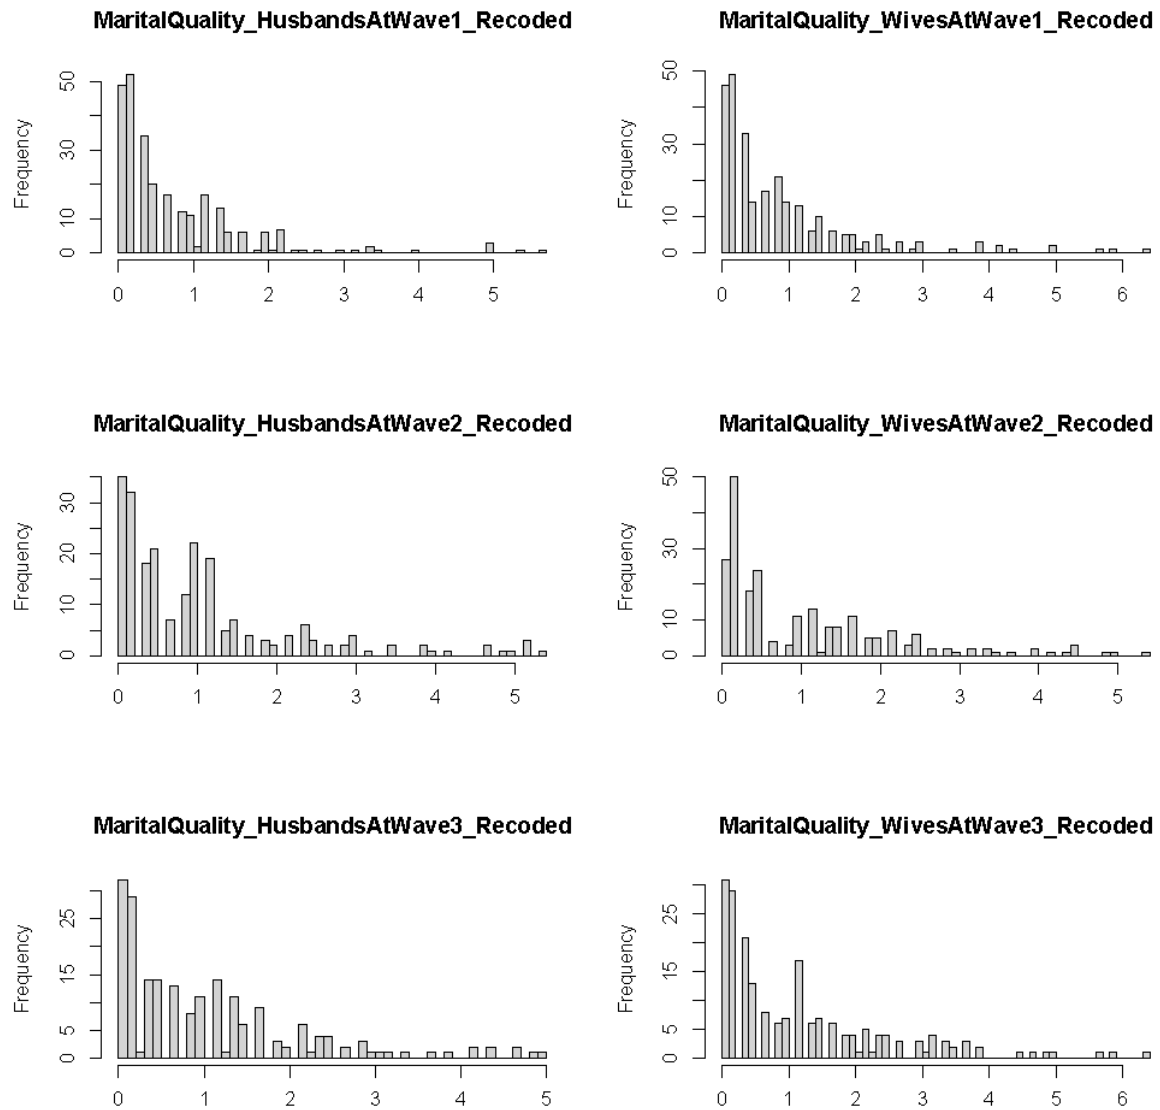 MaritalQuality_HusbandsAtWave1_Recoded
Frequency
50
30
10
0
0 1 2 3 4 5
MaritalQuality_WivesAtWave1_Recoded
Frequency
50
30
10
0
0 1 2 3 4 5 6
MaritalQuality_HusbandsAtWave2_Recoded
Frequency
30
20
10
0
0 1 2 3 4 5
MaritalQuality_WivesAtWave2_Recoded
Frequency
50
30
10
0
0 1 2 3 4 5
MaritalQuality_HusbandsAtWave3_Recoded
Frequency
25
15
5
0
0 1 2 3 4 5
MaritalQuality_WivesAtWave3_Recoded
Frequency
25
15
5
0
0 1 2 3 4 5 6